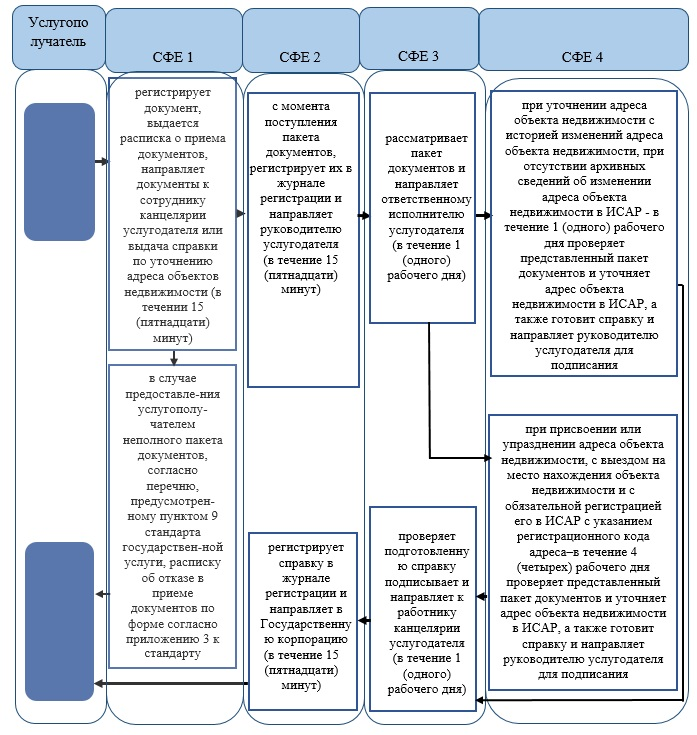 Услугопо
лучатель
СФЕ 1
СФЕ 2
СФЕ 3
СФЕ 4
регистрирует
документ,
выдается
расписка о приема
документов,
направляет
документы к
сотруднику
канцелярии
услугодателя или
выдача справки
по уточнению
адреса объектов
недвижимости (в
течении 15
(пятнадцати)
минут)
с момента
поступления
пакета
документов,
регистрирует их в
журнале
регистрации и
направляет
руководителю
услугодателя
(в течение 15
(пятнадцати)
минут)
рассматривает
пакет
документов и
направляет
ответственному
исполнителю
услугодателя
(в течение 1
(одного)
рабочего дня)
при уточнении адреса
объекта недвижимости с
историей изменений адреса
объекта недвижимости, при
отсутствии архивных
сведений об изменении
адреса объекта
недвижимости в ИСАР - в
течение 1 (одного) рабочего
дня проверяет
представленный пакет
документов и уточняет
адрес объекта
недвижимости в ИСАР, а
также готовит справку и
направляет руководителю
услугодателя для
подписания
в случае
предоставле-ния
услугополу-
чателем
неполного пакета
документов,
согласно
перечню,
предусмотрен-
ному пунктом 9
стандарта
государствен-ной
услуги, расписку
об отказе в
приеме
документов по
форме согласно
приложению 3 к
стандарту
регистрирует
справку в
журнале
регистрации и
направляет в
Государственну
ю корпорацию
(в течение 15
(пятнадцати)
минут)
проверяет
подготовленну
ю справку
подписывает и
направляет к
работнику
канцелярии
услугодателя
(в течение 1
(одного)
рабочего дня)
при присвоении или
упразднении адреса объекта
недвижимости, с выездом на
место нахождения объекта
недвижимости и с
обязательной регистрацией
его в ИСАР с указанием
регистрационного кода
адреса–в течение 4
(четырех) рабочего дня
проверяет представленный
пакет документов и уточняет
адрес объекта недвижимости
в ИСАР, а также готовит
справку и направляет
руководителю услугодателя
для подписания